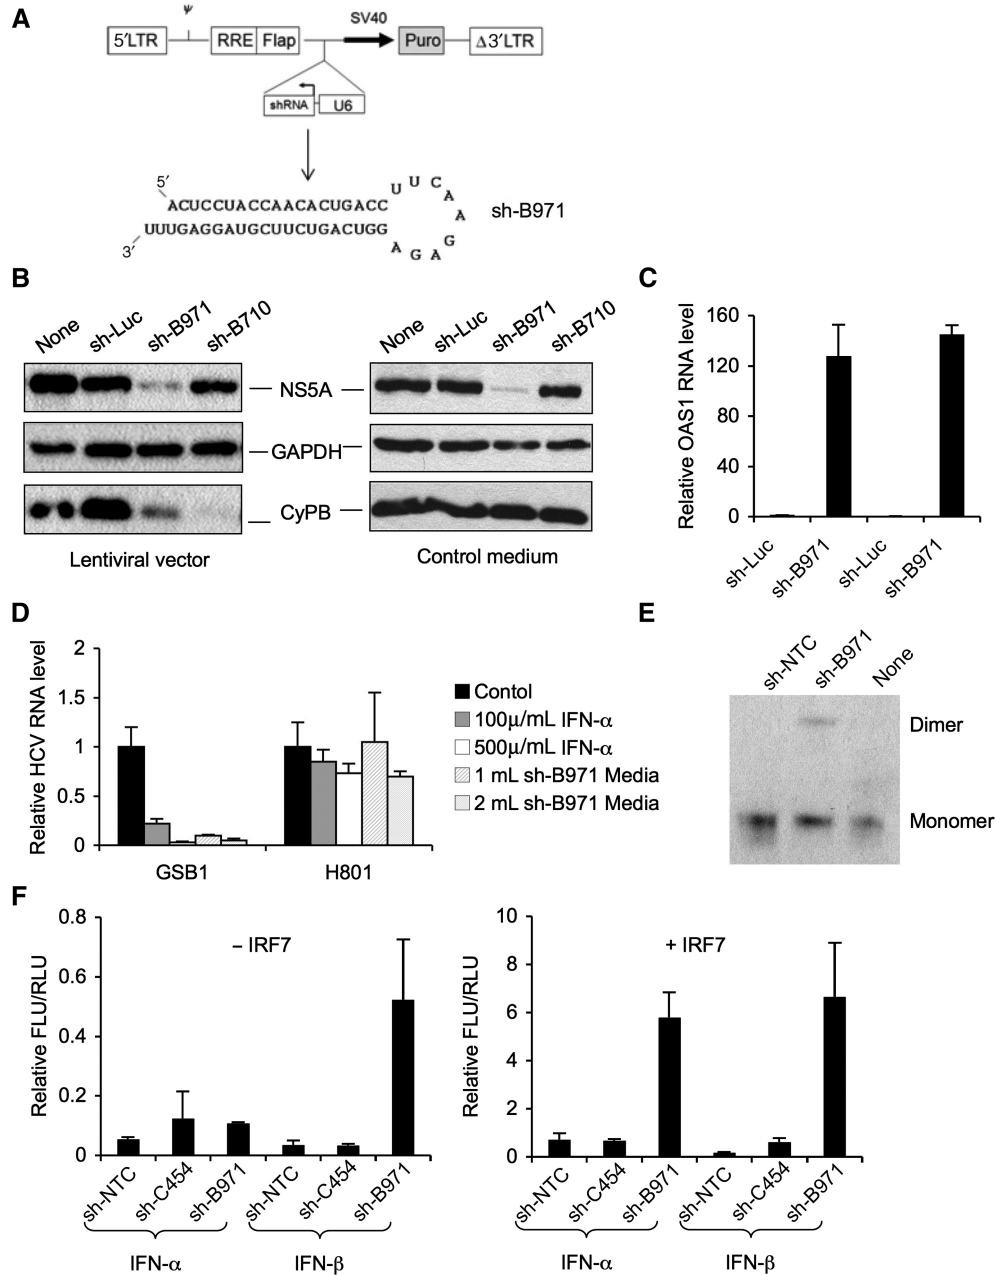 A
Ψ
SV40
5′LTR
RRE Flap
Puro
Δ3′LTR
shRNA
U6
5′
ACUCCUACCAACACUGACC
UUCAAGAGA
UUUGAGGAUGCUUCUGACUGG
3′
sh-B971
B
None sh-Luc sh-B971 sh-B710
None sh-Luc sh-B971 sh-B710
NS5A
GAPDH
CyPB
Lentiviral vector
Control medium
C
Relative OAS1 RNA level
160
120
80
40
0
sh-Luc sh-B971 sh-Luc sh-B971
D
Relative HCV RNA level
2
1.5
1
0.5
0
GSB1 H801
Contol
100μ/mL IFN-α
500μ/mL IFN-α
1 mL sh-B971 Media
2 mL sh-B971 Media
E
sh-NTC sh-B971 None
Dimer
Monomer
F
Relative FLU/RLU
0.8
0.6
0.4
0.2
0
– IRF7
sh-NTC sh-C454 sh-B971 sh-NTC sh-C454 sh-B971
IFN-α IFN-β
Relative FLU/RLU
10
8
6
4
2
0
+ IRF7
sh-NTC sh-C454 sh-B971 sh-NTC sh-C454 sh-B971
IFN-α IFN-β